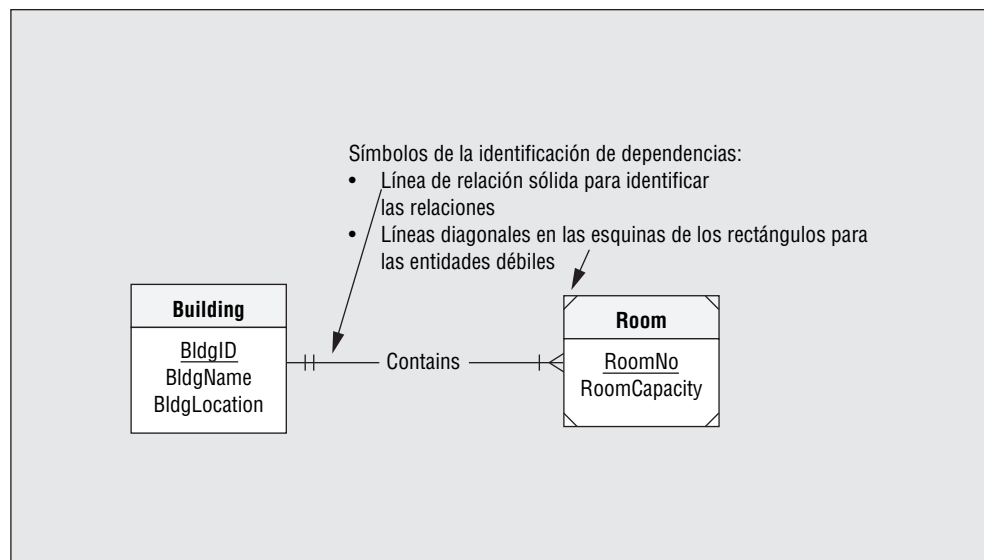 Símbolos de la identificación de dependencias:
• Línea de relación sólida para identificar
las relaciones
• Líneas diagonales en las esquinas de los rectángulos para
las entidades débiles
Building
BldgID
BldgName
BldgLocation
Contains
Room
RoomNo
RoomCapacity